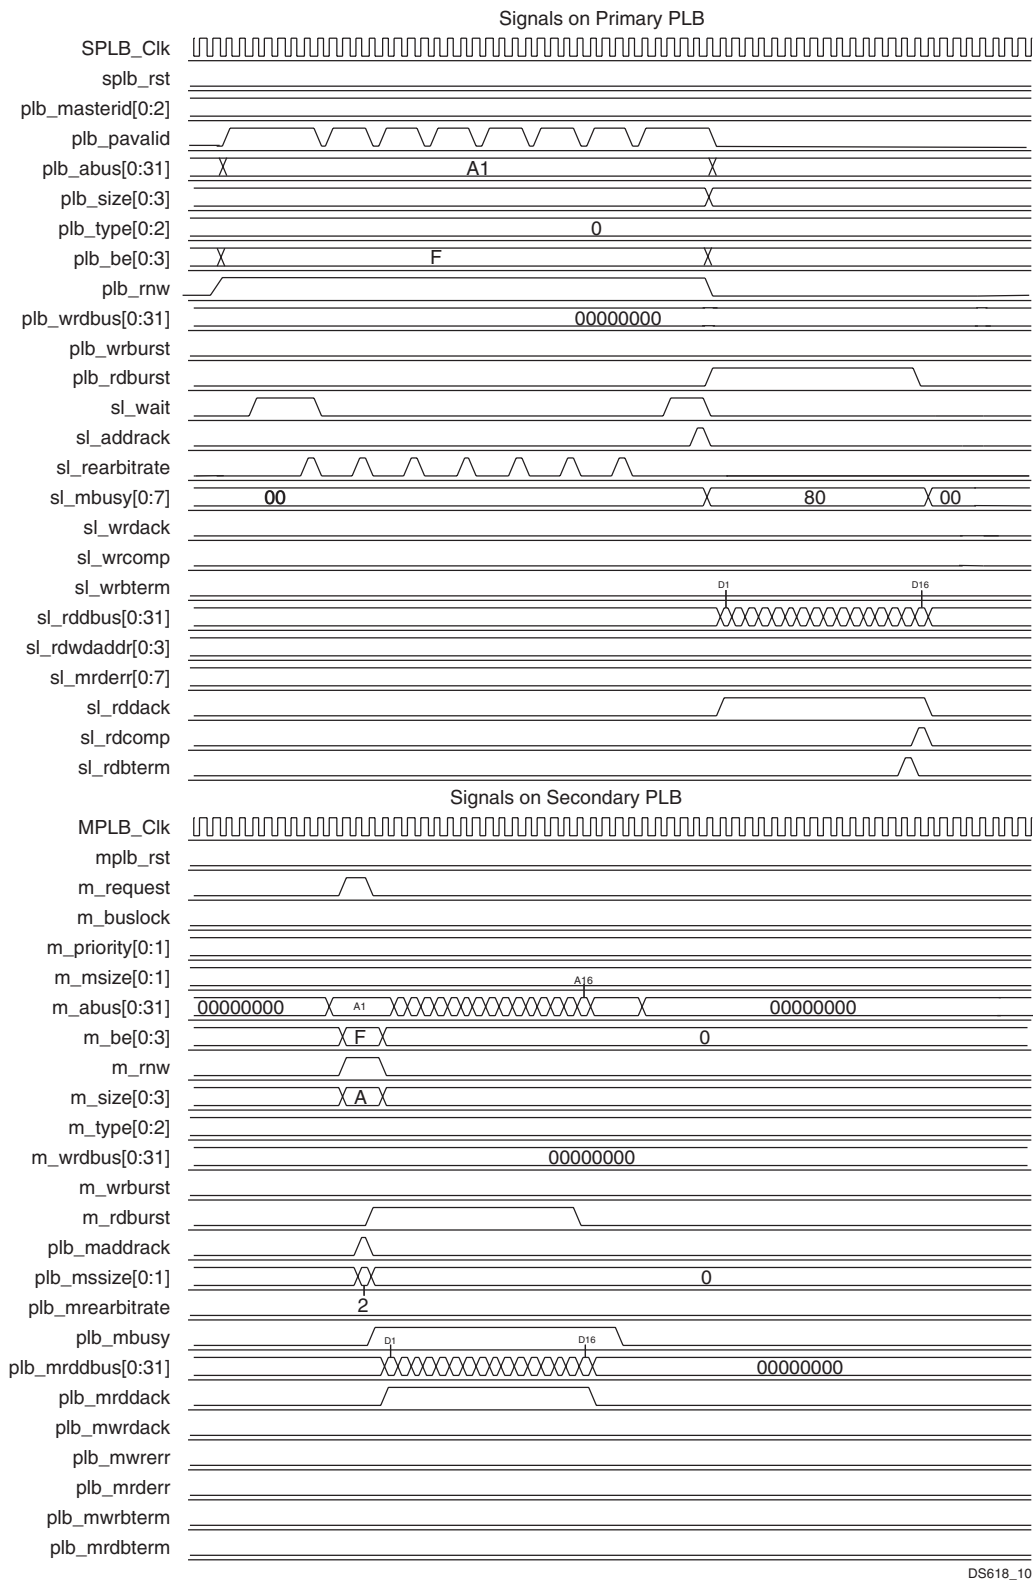 Signals on Primary PLB
SPLB_Clk
splb_rst
plb_masterid[0:2]
plb_pavalid
plb_abus[0:31] A1
plb_size[0:3]
plb_type[0:2] 0
plb_be[0:3] F
plb_rnw
plb_wrdbus[0:31] 00000000
plb_wrburst
plb_rdburst
sl_wait
sl_addrack
sl_rearbitrate
sl_mbusy[0:7] 00 80 00
sl_wrdack
sl_wrcomp
sl_wrbterm D1 D16
sl_rddbus[0:31]
sl_rdwdaddr[0:3]
sl_mrderr[0:7]
sl_rddack
sl_rdcomp
sl_rdbterm
Signals on Secondary PLB
MPLB_Clk
mplb_rst
m_request
m_buslock
m_priority[0:1]
m_msize[0:1] A16
m_abus[0:31] 00000000 A1 00000000
m_be[0:3] F 0
m_rnw
m_size[0:3] A
m_type[0:2]
m_wrdbus[0:31] 00000000
m_wrburst
m_rdburst
plb_maddrack
plb_mssize[0:1] 0
plb_mrearbitrate 2
plb_mbusy D1 D16
plb_mrddbus[0:31] 00000000
plb_mrddack
plb_mwrdack
plb_mwrerr
plb_mrderr
plb_mwrbterm
plb_mrdbterm
DS618_10